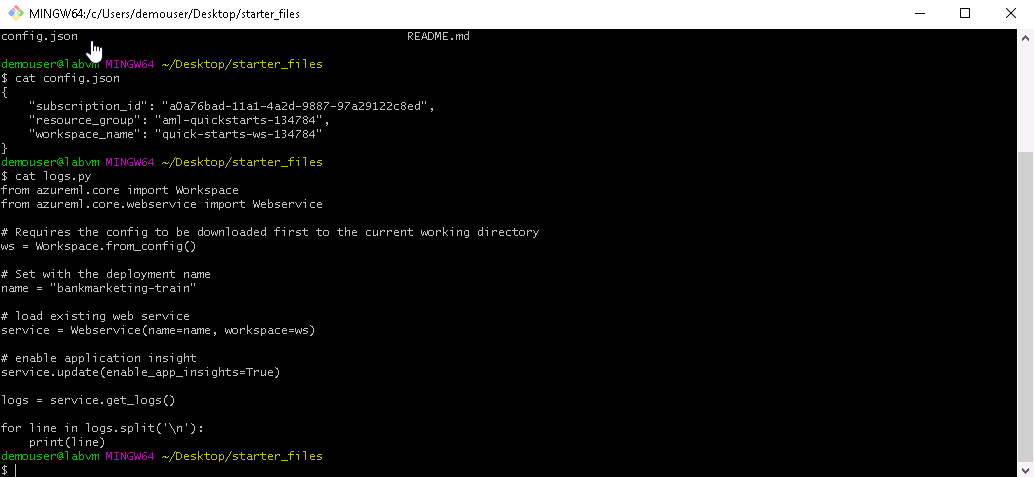 MINGW64:/c/Users/demouser/Desktop/starter_files
config.json README.md
demouser@labvm MINGW64 ~/Desktop/starter_files
$ cat config.json
{
    "subscription_id": "a0a76bad-11a1-4a2d-9887-97a29122c8ed",
    "resource_group": "aml-quickstarts-134784",
    "workspace_name": "quick-starts-ws-134784"
}
demouser@labvm MINGW64 ~/Desktop/starter_files
$ cat logs.py
from azureml.core import Workspace
from azureml.core.webservice import Webservice
# Requires the config to be downloaded first to the current working directory
ws = Workspace.from_config()
# Set with the deployment name
name = "bankmarketing-train"
# load existing web service
service = Webservice(name=name, workspace=ws)
# enable application insight
service.update(enable_app_insights=True)
logs = service.get_logs()
for line in logs.split('\n'):
    print(line)
demouser@labvm MINGW64 ~/Desktop/starter_files
$